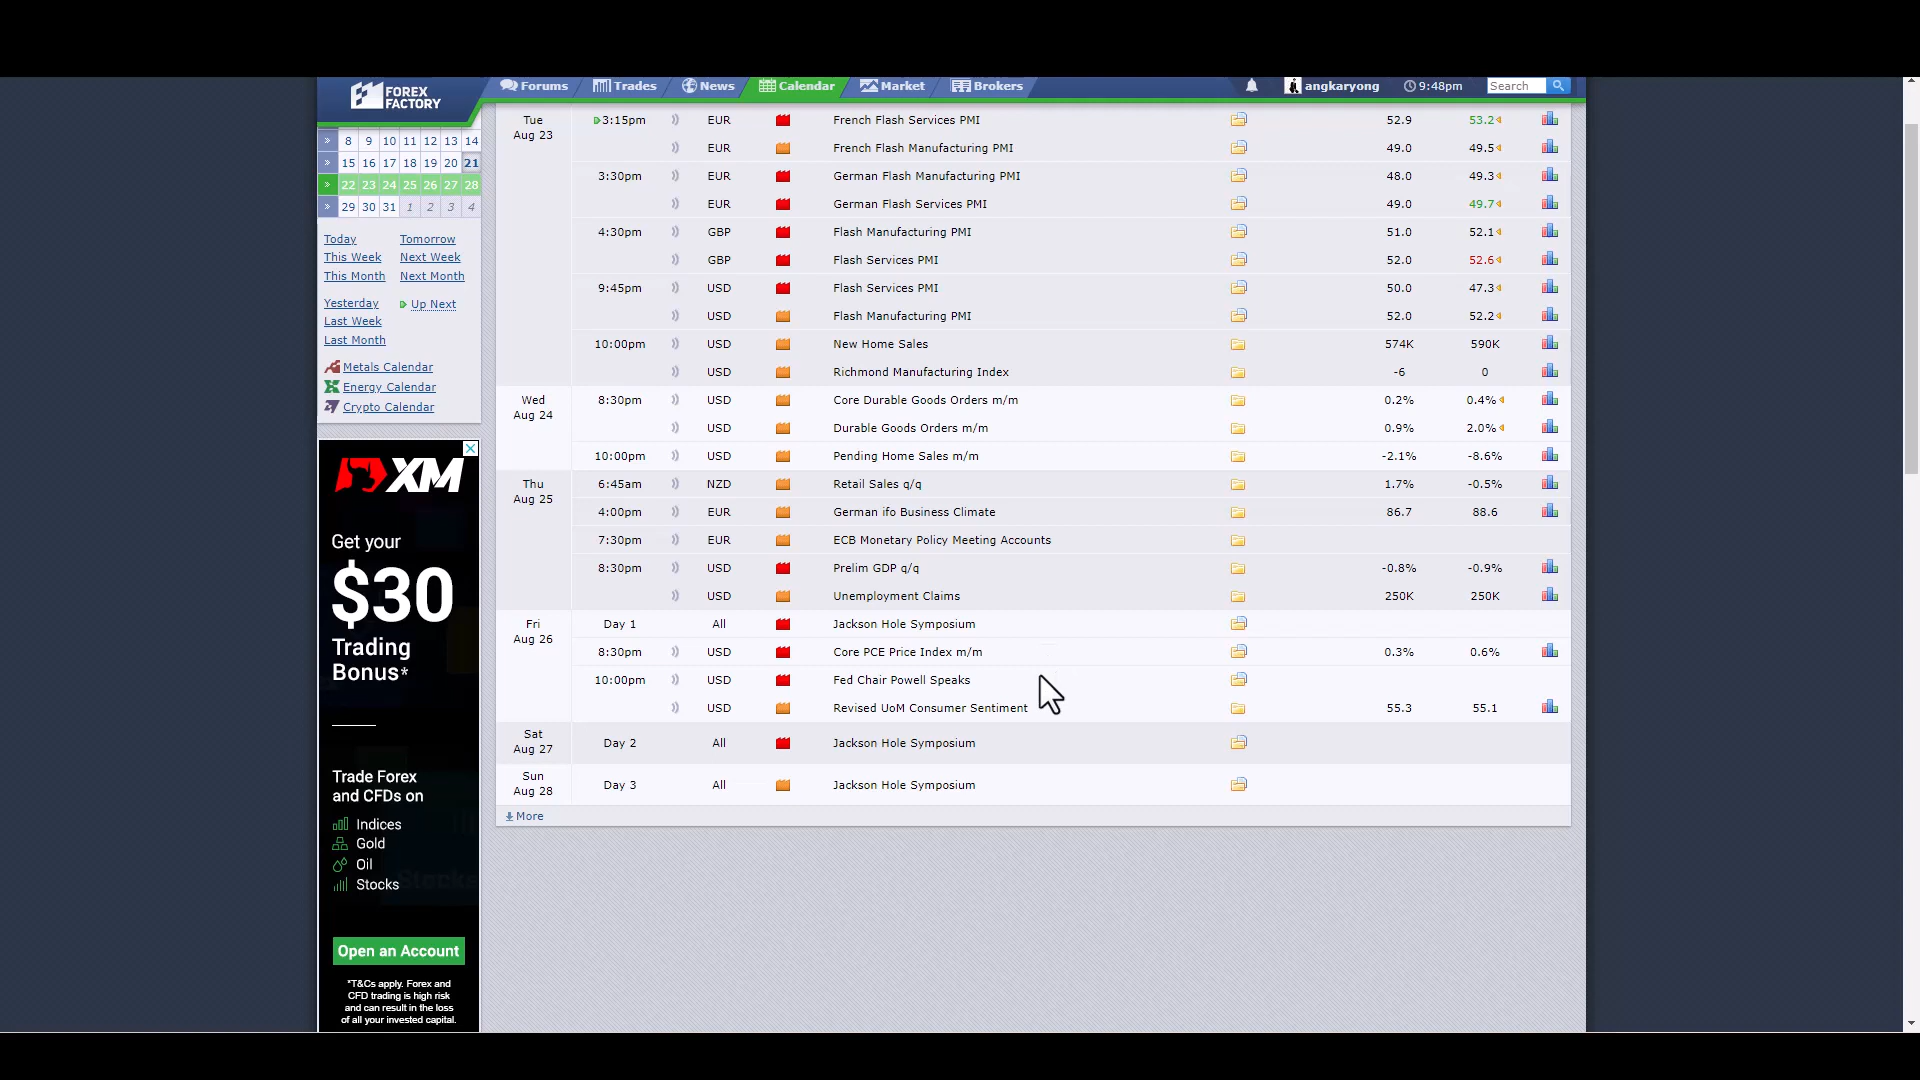 FOREX FACTORY
Forums Trades News Calendar Market Brokers angkaryong 9:48pm Search
» 8 9 10 11 12 13 14
» 15 16 17 18 19 20 21
» 22 23 24 25 26 27 28
» 29 30 31 1 2 3 4
Today Tomorrow
This Week Next Week
This Month Next Month
Yesterday Up Next
Last Week
Last Month
Metals Calendar
Energy Calendar
Crypto Calendar
XM
Get your
$30
Trading
Bonus*
Trade Forex
and CFDs on
Indices
Gold
Oil
Stocks
Open an Account
*T&Cs apply. Forex and
CFD trading is high risk
and can result in the loss
of all your invested capital.
Tue Aug 23 3:15pm EUR French Flash Services PMI 52.9 53.2
EUR French Flash Manufacturing PMI 49.0 49.5
3:30pm EUR German Flash Manufacturing PMI 48.0 49.3
EUR German Flash Services PMI 49.0 49.7
4:30pm GBP Flash Manufacturing PMI 51.0 52.1
GBP Flash Services PMI 52.0 52.6
9:45pm USD Flash Services PMI 50.0 47.3
USD Flash Manufacturing PMI 52.0 52.2
10:00pm USD New Home Sales 574K 590K
USD Richmond Manufacturing Index -6 0
Wed Aug 24 8:30pm USD Core Durable Goods Orders m/m 0.2% 0.4%
USD Durable Goods Orders m/m 0.9% 2.0%
10:00pm USD Pending Home Sales m/m -2.1% -8.6%
Thu Aug 25 6:45am NZD Retail Sales q/q 1.7% -0.5%
4:00pm EUR German ifo Business Climate 86.7 88.6
7:30pm EUR ECB Monetary Policy Meeting Accounts
8:30pm USD Prelim GDP q/q -0.8% -0.9%
USD Unemployment Claims 250K 250K
Fri Aug 26 Day 1 All Jackson Hole Symposium
8:30pm USD Core PCE Price Index m/m 0.3% 0.6%
10:00pm USD Fed Chair Powell Speaks
USD Revised UoM Consumer Sentiment 55.3 55.1
Sat Aug 27 Day 2 All Jackson Hole Symposium
Sun Aug 28 Day 3 All Jackson Hole Symposium
More